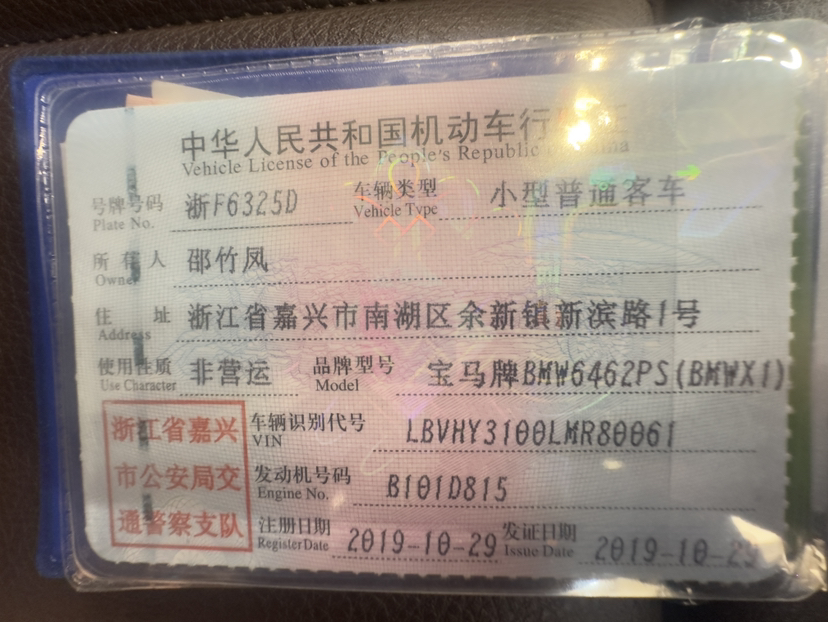 中华人民共和国机动车行
Vehicle License of the People's Republic
号牌号码 浙F6325D 车辆类型 小型普通客车
Plate No. Vehicle Type
所有人 邵竹凤
Owner
住址 浙江省嘉兴市南湖区余新镇新滨路1号
Address
使用性质 非营运 品牌型号 宝马牌BMW6462PS(BMWX1)
Use Character Model
浙江省嘉兴
市公安局交
通警察支队
车辆识别代号 LBVHY3100LMR80061
VIN
发动机号码 B101D815
Engine No.
注册日期 2019-10-29 发证日期 2019-10-29
Register Date Issue Date